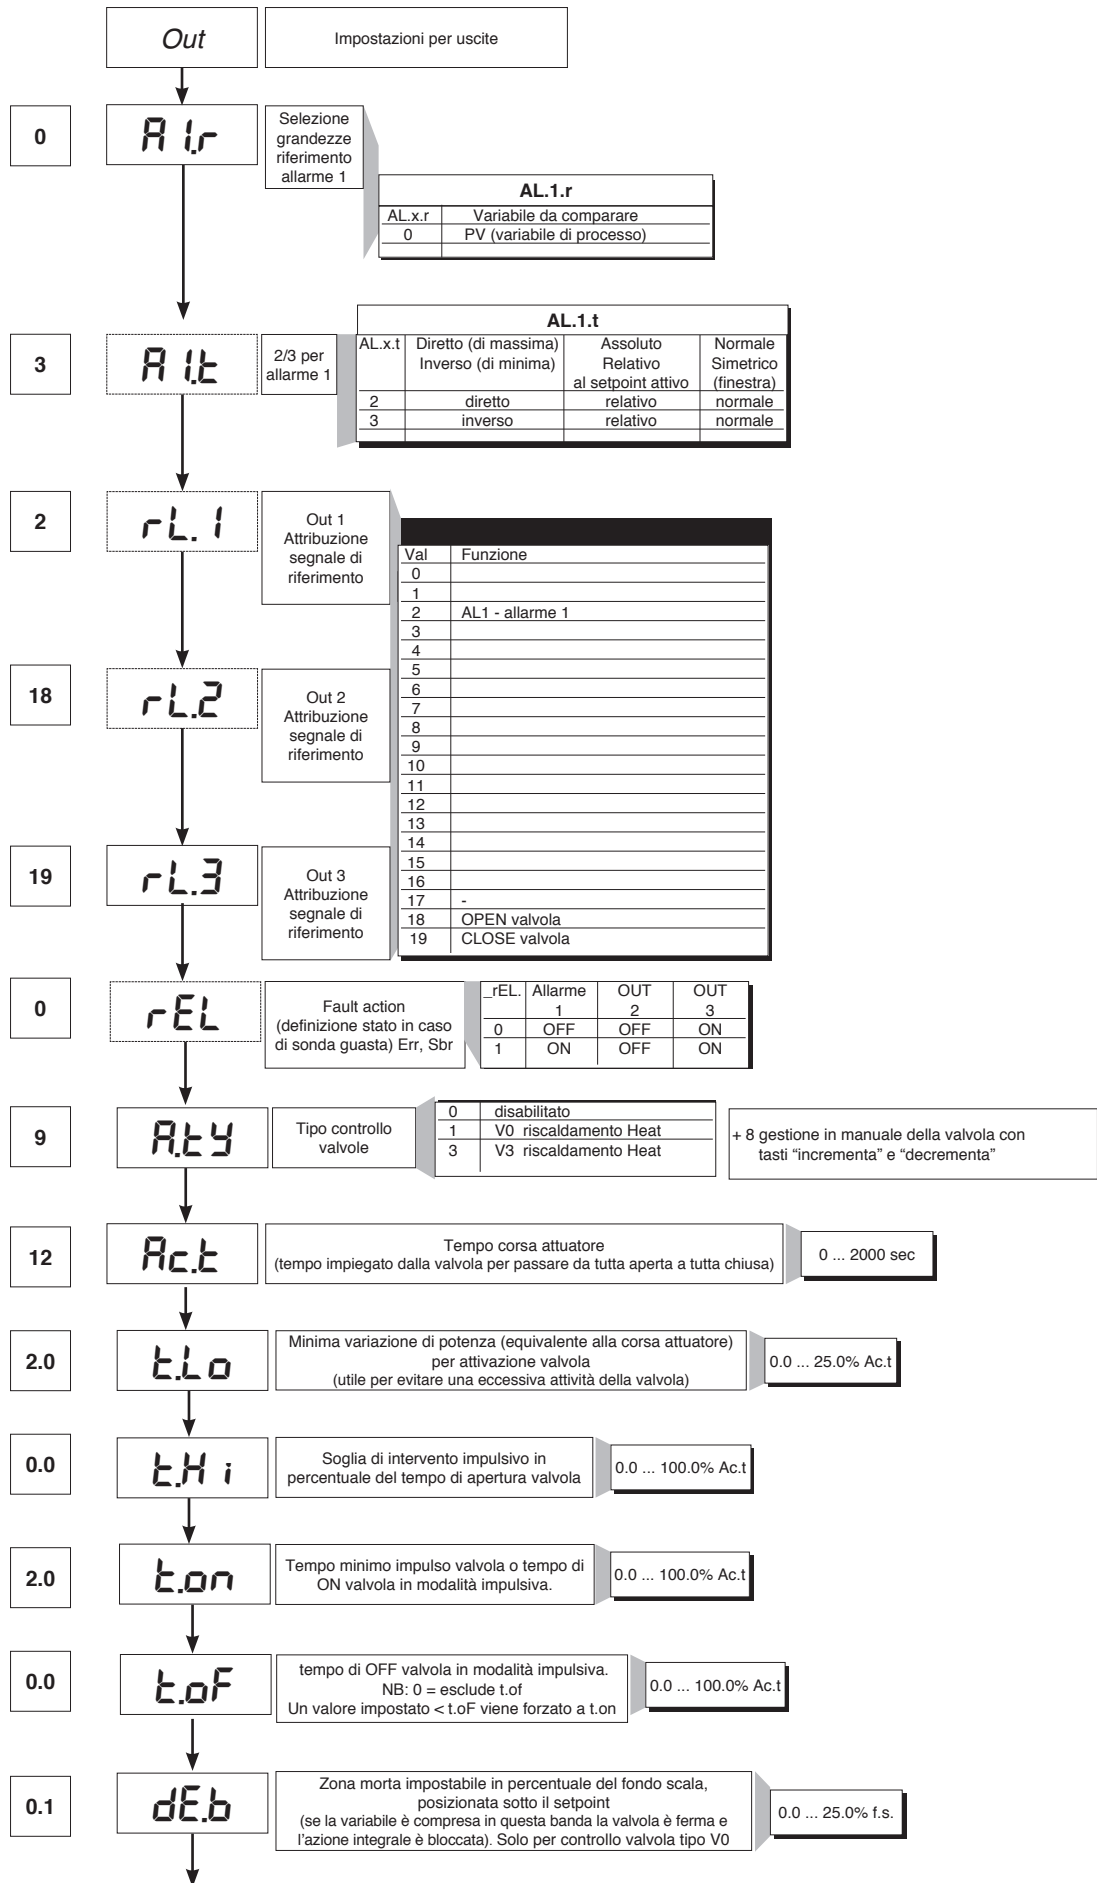 Out
Impostazioni per uscite
0
A1.r
Selezione
grandezze
riferimento
allarme 1
AL.1.r
AL.x.r Variabile da comparare
0 PV (variabile di processo)
3
A1.t
2/3 per
allarme 1
AL.1.t
AL.x.t Diretto (di massima) Assoluto Normale
Inverso (di minima) Relativo Simetrico
al setpoint attivo (finestra)
2 diretto relativo normale
3 inverso relativo normale
2
rL.1
Out 1
Attribuzione
segnale di
riferimento
Val Funzione
0
1
2 AL1 - allarme 1
3
4
5
6
7
8
9
10
11
12
13
14
15
16
17 -
18 OPEN valvola
19 CLOSE valvola
18
rL.2
Out 2
Attribuzione
segnale di
riferimento
19
rL.3
Out 3
Attribuzione
segnale di
riferimento
0
rEL
Fault action
(definizione stato in caso
di sonda guasta) Err, Sbr
_rEL. Allarme OUT OUT
1 2 3
0 OFF OFF ON
1 ON OFF ON
9
A.ty
Tipo controllo
valvole
0 disabilitato
1 V0 riscaldamento Heat
3 V3 riscaldamento Heat
+ 8 gestione in manuale della valvola con
tasti “incrementa” e “decrementa”
12
Ac.t
Tempo corsa attuatore
(tempo impiegato dalla valvola per passare da tutta aperta a tutta chiusa)
0 ... 2000 sec
2.0
t.Lo
Minima variazione di potenza (equivalente alla corsa attuatore)
per attivazione valvola
(utile per evitare una eccessiva attività della valvola)
0.0 ... 25.0% Ac.t
0.0
t.Hi
Soglia di intervento impulsivo in
percentuale del tempo di apertura valvola
0.0 ... 100.0% Ac.t
2.0
t.on
Tempo minimo impulso valvola o tempo di
ON valvola in modalità impulsiva.
0.0 ... 100.0% Ac.t
0.0
t.oF
tempo di OFF valvola in modalità impulsiva.
NB: 0 = esclude t.of
Un valore impostato < t.oF viene forzato a t.on
0.0 ... 100.0% Ac.t
0.1
dE.b
Zona morta impostabile in percentuale del fondo scala,
posizionata sotto il setpoint
(se la variabile è compresa in questa banda la valvola è ferma e
l’azione integrale è bloccata). Solo per controllo valvola tipo V0
0.0 ... 25.0% f.s.